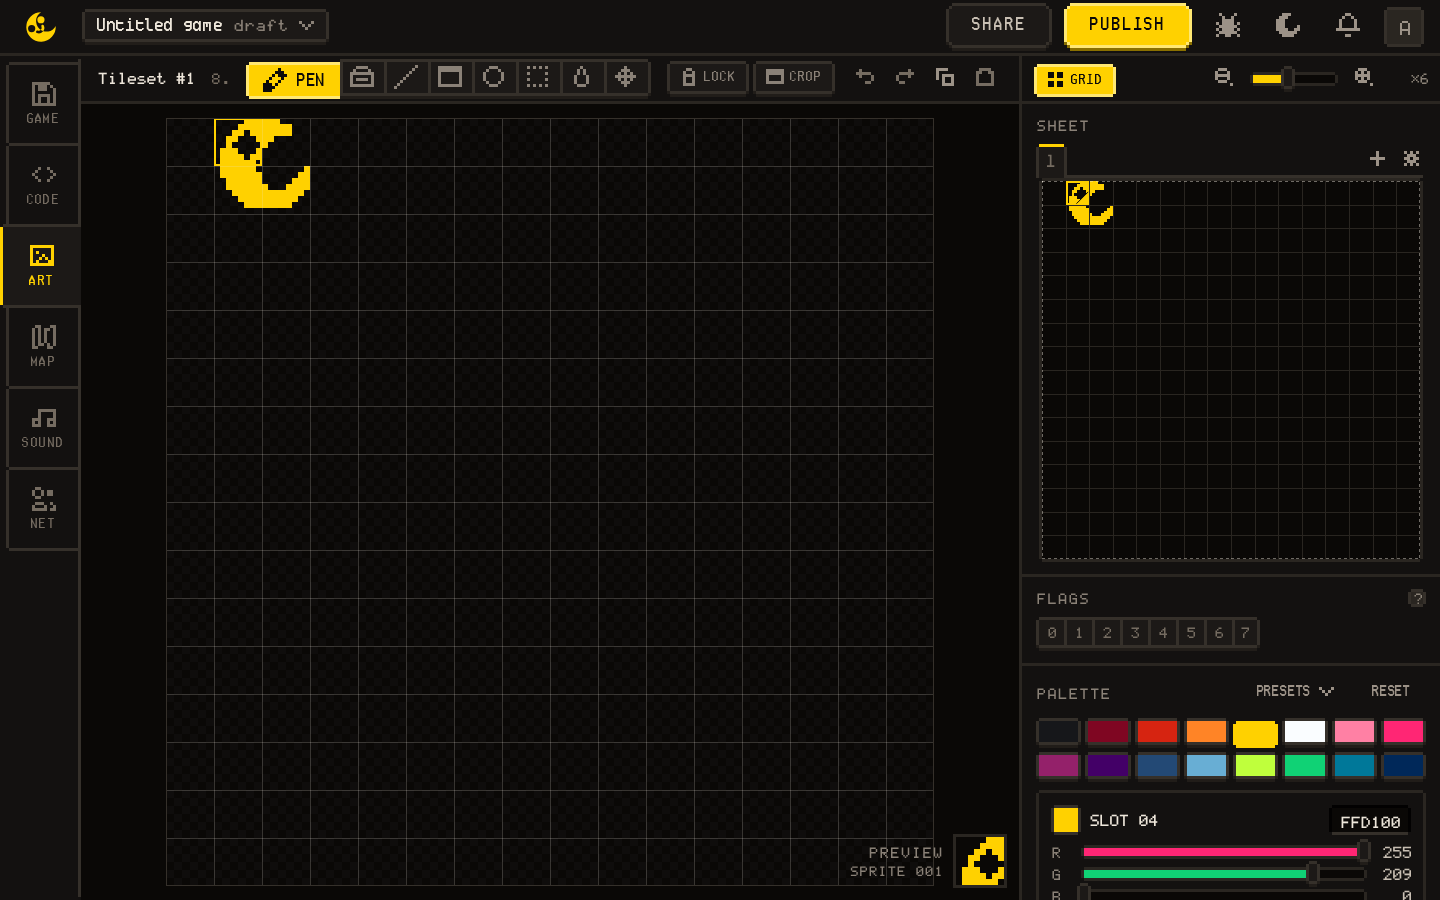 Untitled game draft
SHARE
PUBLISH
A
Tileset #1 8.
PEN
LOCK
CROP
GRID
×6
GAME
CODE
ART
MAP
SOUND
NET
SHEET
1
FLAGS
?
0 1 2 3 4 5 6 7
PALETTE
PRESETS
RESET
SLOT 04
FFD100
R 255
G 209
B 0
PREVIEW
SPRITE 001